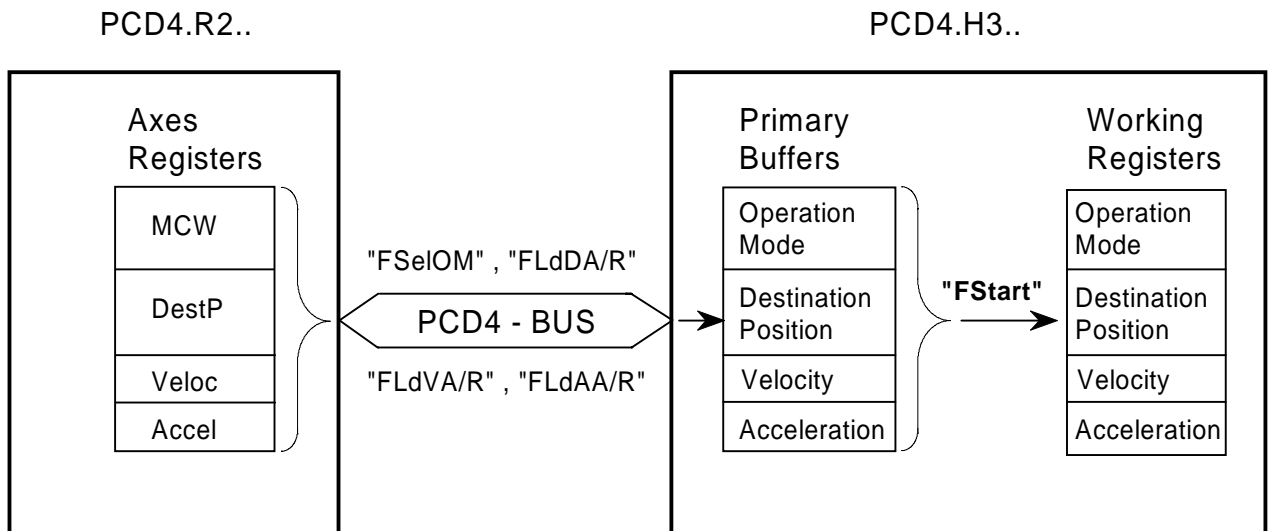 PCD4.R2..
PCD4.H3..
Axes
Registers
MCW
DestP
Veloc
Accel
"FSelOM" , "FLdDA/R"
PCD4 - BUS
"FLdVA/R" , "FLdAA/R"
Primary
Buffers
Operation
Mode
Destination
Position
Velocity
Acceleration
"FStart"
Working
Registers
Operation
Mode
Destination
Position
Velocity
Acceleration